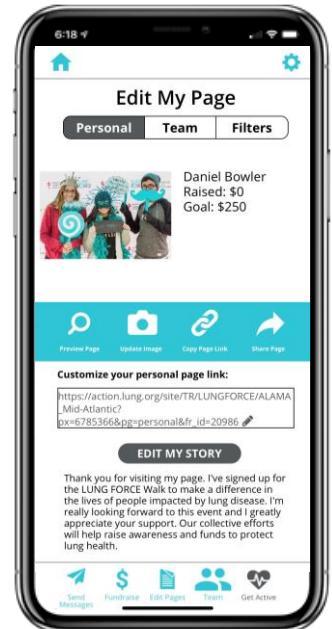 6:18
Edit My Page
Personal Team Filters
Daniel Bowler
Raised: $0
Goal: $250
Preview Page Update Image Copy Page Link Share Page
Customize your personal page link:
https://action.lung.org/site/TR/LUNGFORCE/ALAMA
_Mid-Atlantic?
px=6785366&pg=personal&fr_id=20986
EDIT MY STORY
Thank you for visiting my page. I've signed up for
the LUNG FORCE Walk to make a difference in
the lives of people impacted by lung disease. I'm
really looking forward to this event and I greatly
appreciate your support. Our collective efforts
will help raise awareness and funds to protect
lung health.
Send Fundraise Edit Pages Team Get Active
Messages